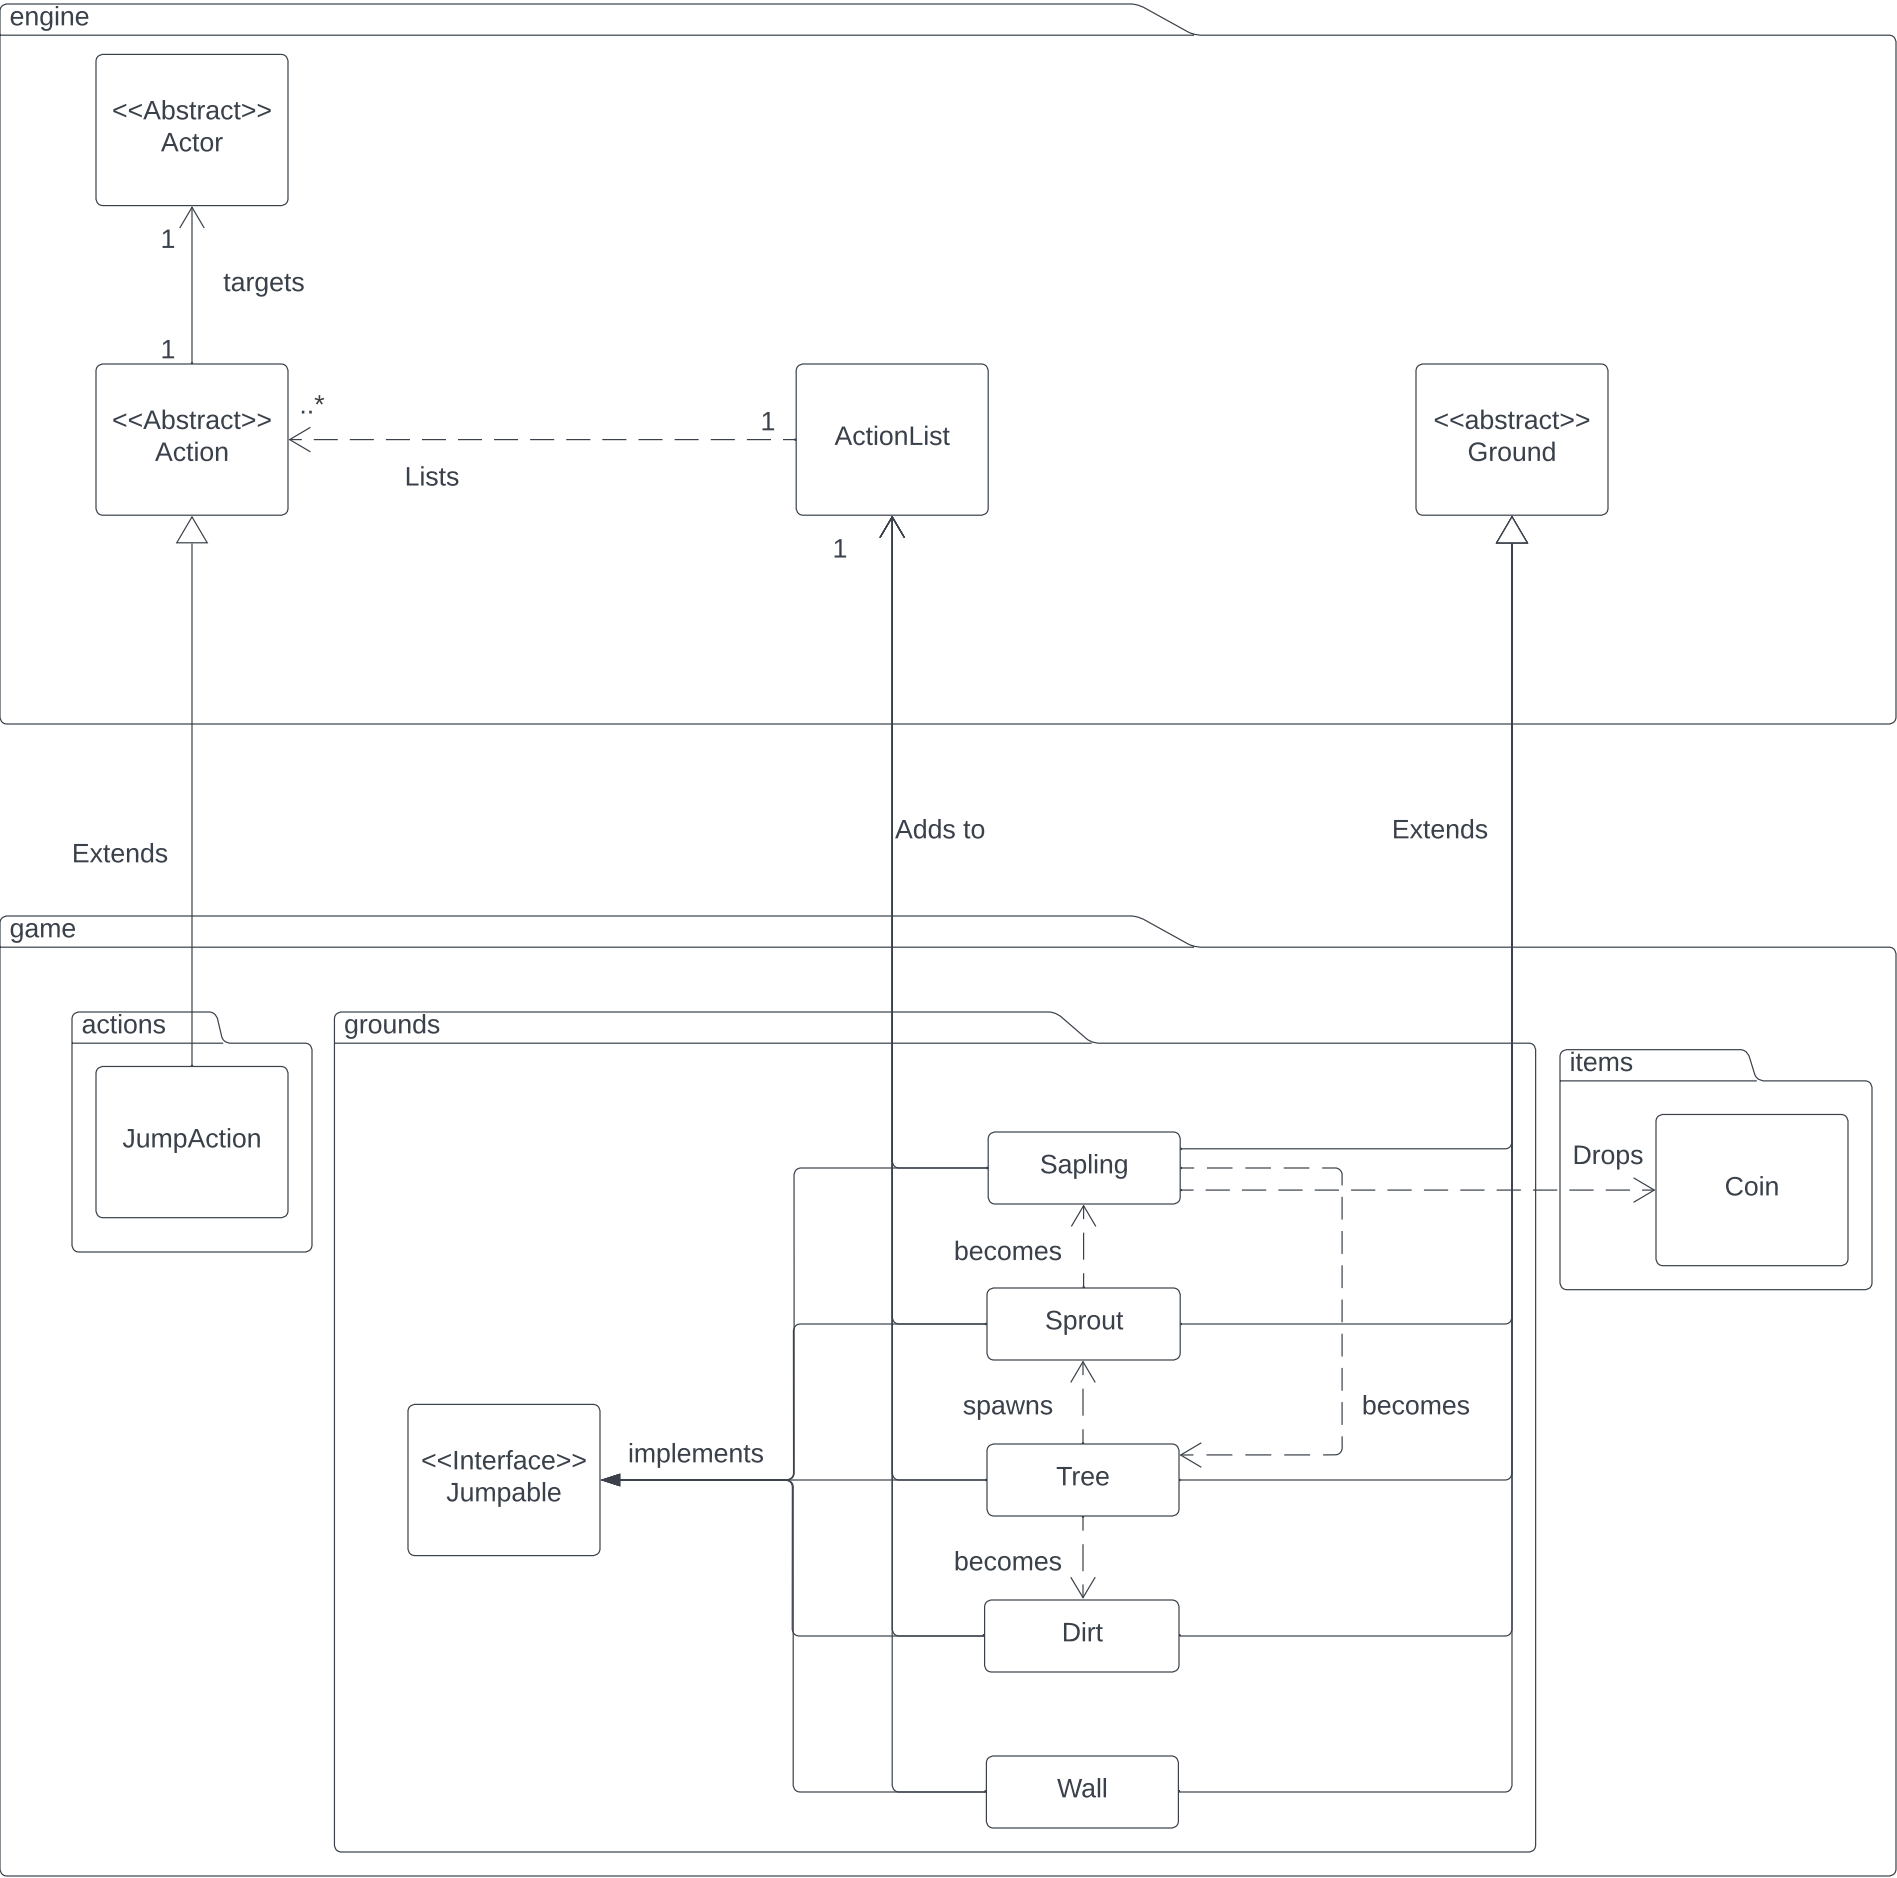 engine
<<Abstract>>
Actor
1
targets
1
<<Abstract>>
Action
..*
1
Lists
ActionList
<<abstract>>
Ground
1
Extends
Adds to
Extends
game
actions
JumpAction
grounds
items
Sapling
Drops
Coin
becomes
Sprout
spawns
becomes
<<Interface>>
Jumpable
implements
Tree
becomes
Dirt
Wall